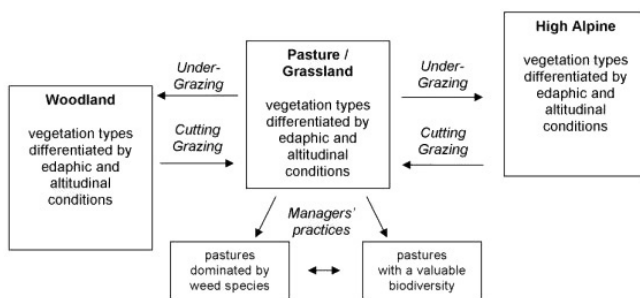 Woodland
vegetation types
differentiated by
edaphic and
altitudinal
conditions
Under-
Grazing
Cutting
Grazing
Pasture /
Grassland
vegetation types
differentiated by
edaphic and
altitudinal
conditions
Under-
Grazing
Cutting
Grazing
High Alpine
vegetation types
differentiated by
edaphic and
altitudinal
conditions
Managers'
practices
pastures
dominated by
weed species
pastures
with a valuable
biodiversity